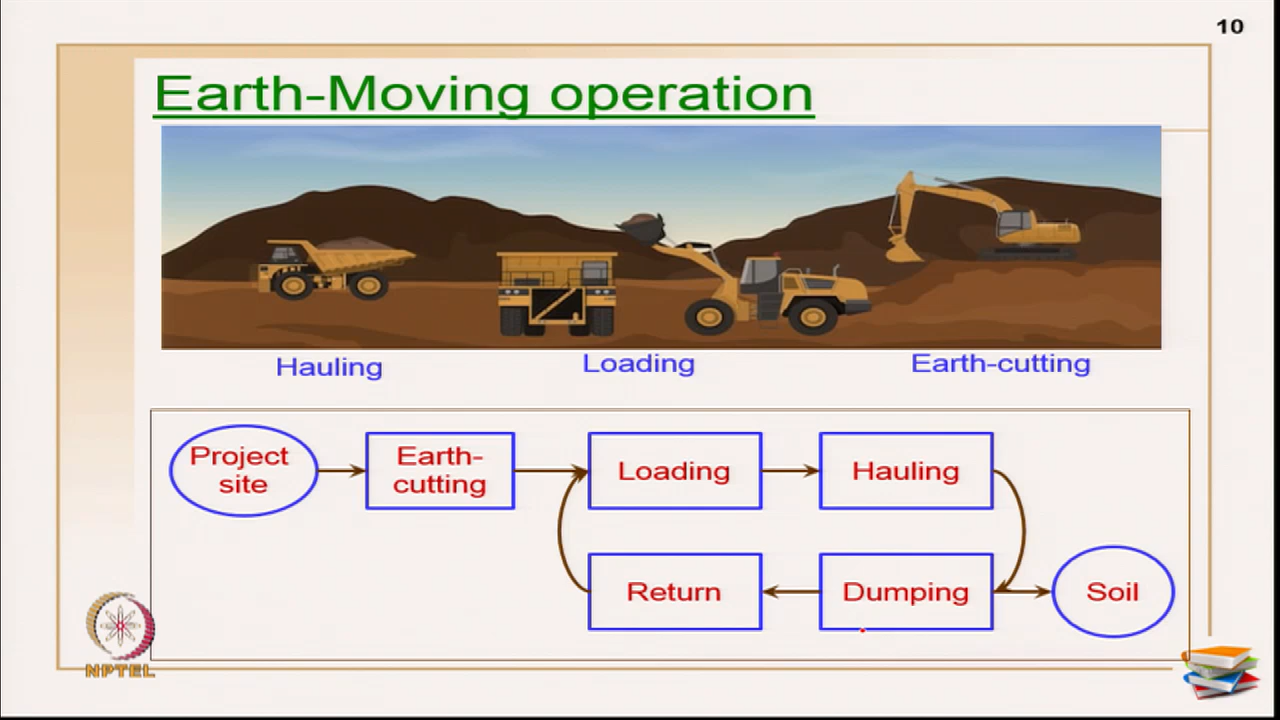 10
Earth-Moving operation
Hauling
Loading
Earth-cutting
Project
site
Earth-
cutting
Loading
Hauling
Return
Dumping
Soil
NPTEL